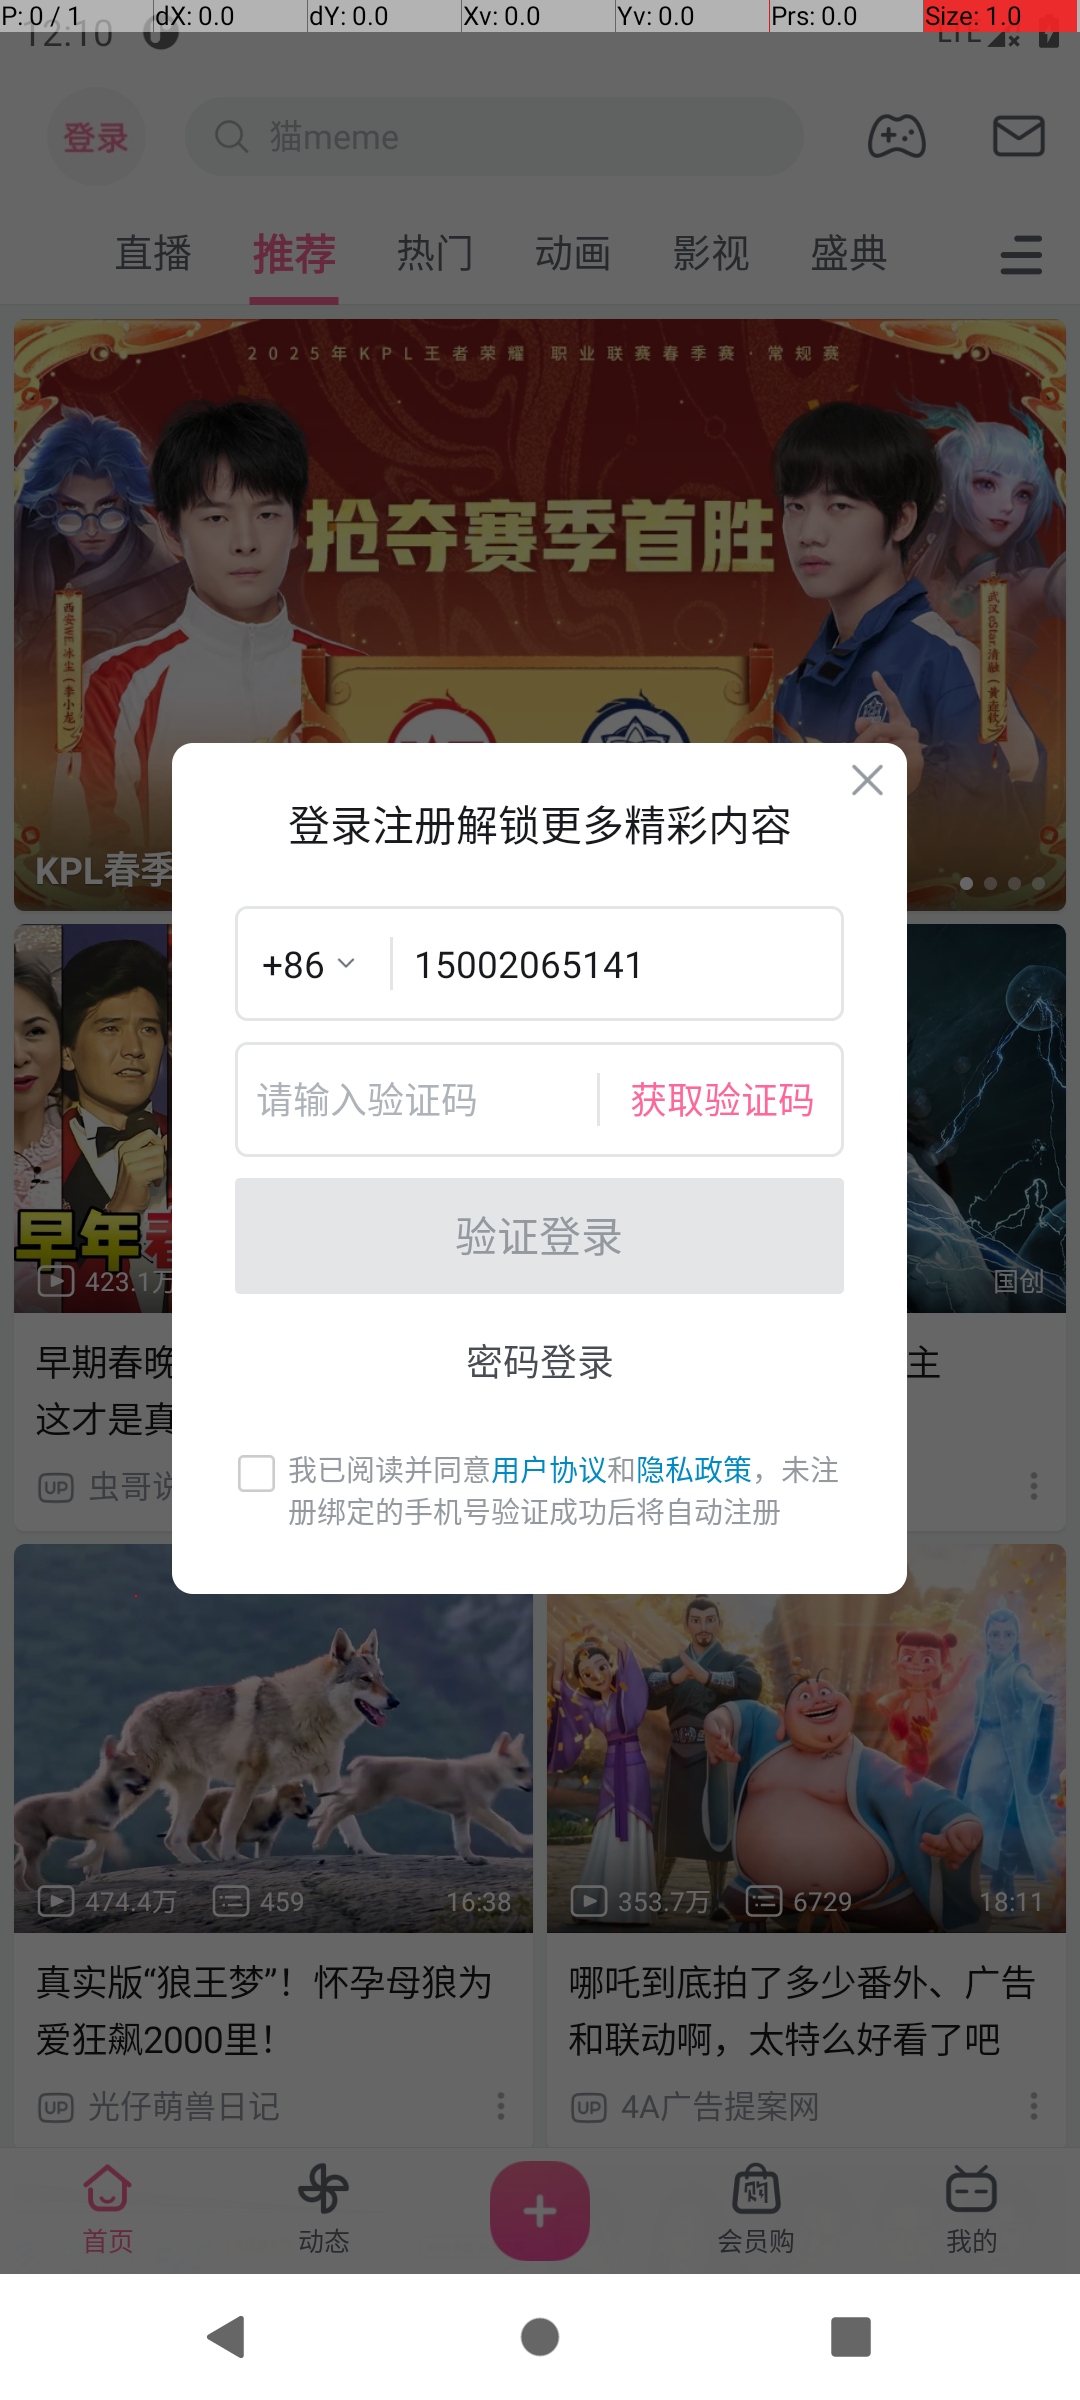 P: 0 / 1 dX: 0.0 dY: 0.0 Xv: 0.0 Yv: 0.0 Prs: 0.0 Size: 1.0
12:10 LTE
登录 猫meme
直播 推荐 热门 动画 影视 盛典
2025年KPL王者荣耀 职业联赛春季赛·常规赛
抢夺赛季首胜
西安WE.冰尘(李小龙)
KPL春季
登录注册解锁更多精彩内容
+86 15002065141
请输入验证码 获取验证码
验证登录
密码登录
我已阅读并同意用户协议和隐私政策，未注
册绑定的手机号验证成功后将自动注册
早年
423.1万
国创
早期春晚
这才是真
虫哥说
主
474.4万 459 16:38
真实版“狼王梦”！怀孕母狼为
爱狂飙2000里！
UP 光仔萌兽日记
353.7万 6729 18:11
哪吒到底拍了多少番外、广告
和联动啊，太特么好看了吧
UP 4A广告提案网
首页 动态 会员购 我的